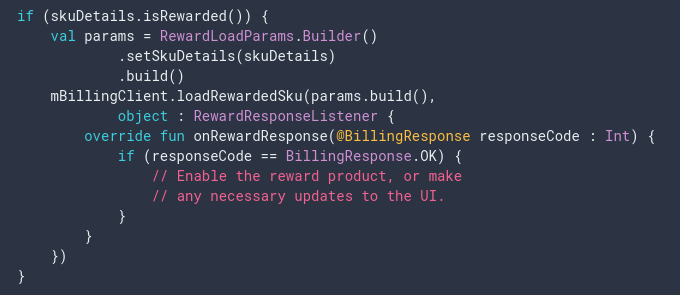 if (skuDetails.isRewarded()) {
    val params = RewardLoadParams.Builder()
            .setSkuDetails(skuDetails)
            .build()
    mBillingClient.loadRewardedSku(params.build(),
            object : RewardResponseListener {
        override fun onRewardResponse(@BillingResponse responseCode : Int) {
            if (responseCode == BillingResponse.OK) {
                // Enable the reward product, or make
                // any necessary updates to the UI.
            }
        }
    })
}